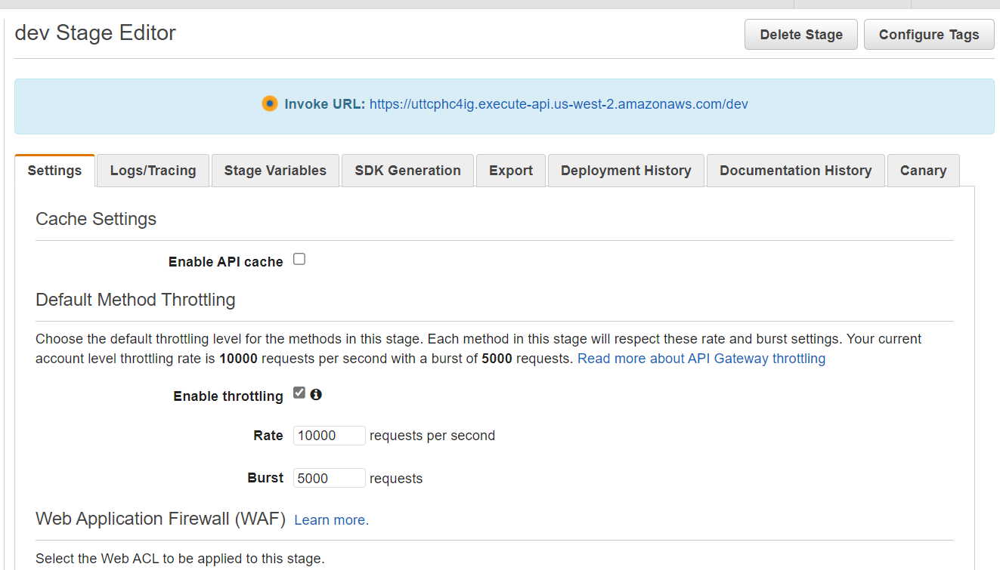 dev Stage Editor
Delete Stage
Configure Tags
Invoke URL: https://uttcphc4ig.execute-api.us-west-2.amazonaws.com/dev
Settings
Logs/Tracing
Stage Variables
SDK Generation
Export
Deployment History
Documentation History
Canary
Cache Settings
Enable API cache
Default Method Throttling
Choose the default throttling level for the methods in this stage. Each method in this stage will respect these rate and burst settings. Your current
account level throttling rate is 10000 requests per second with a burst of 5000 requests. Read more about API Gateway throttling
Enable throttling
Rate 10000 requests per second
Burst 5000 requests
Web Application Firewall (WAF) Learn more.
Select the Web ACL to be applied to this stage.